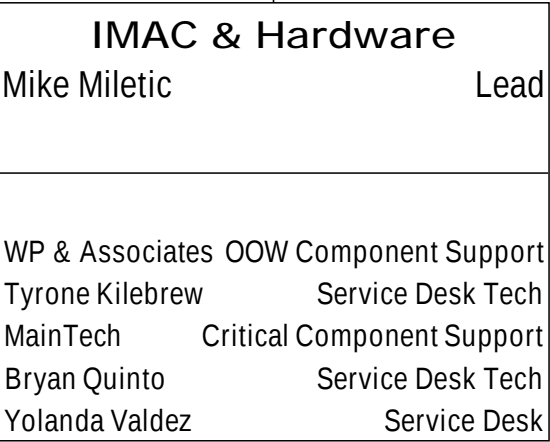 IMAC & Hardware
Mike Miletic Lead
WP & Associates OOW Component Support
Tyrone Kilebrew Service Desk Tech
MainTech Critical Component Support
Bryan Quinto Service Desk Tech
Yolanda Valdez Service Desk